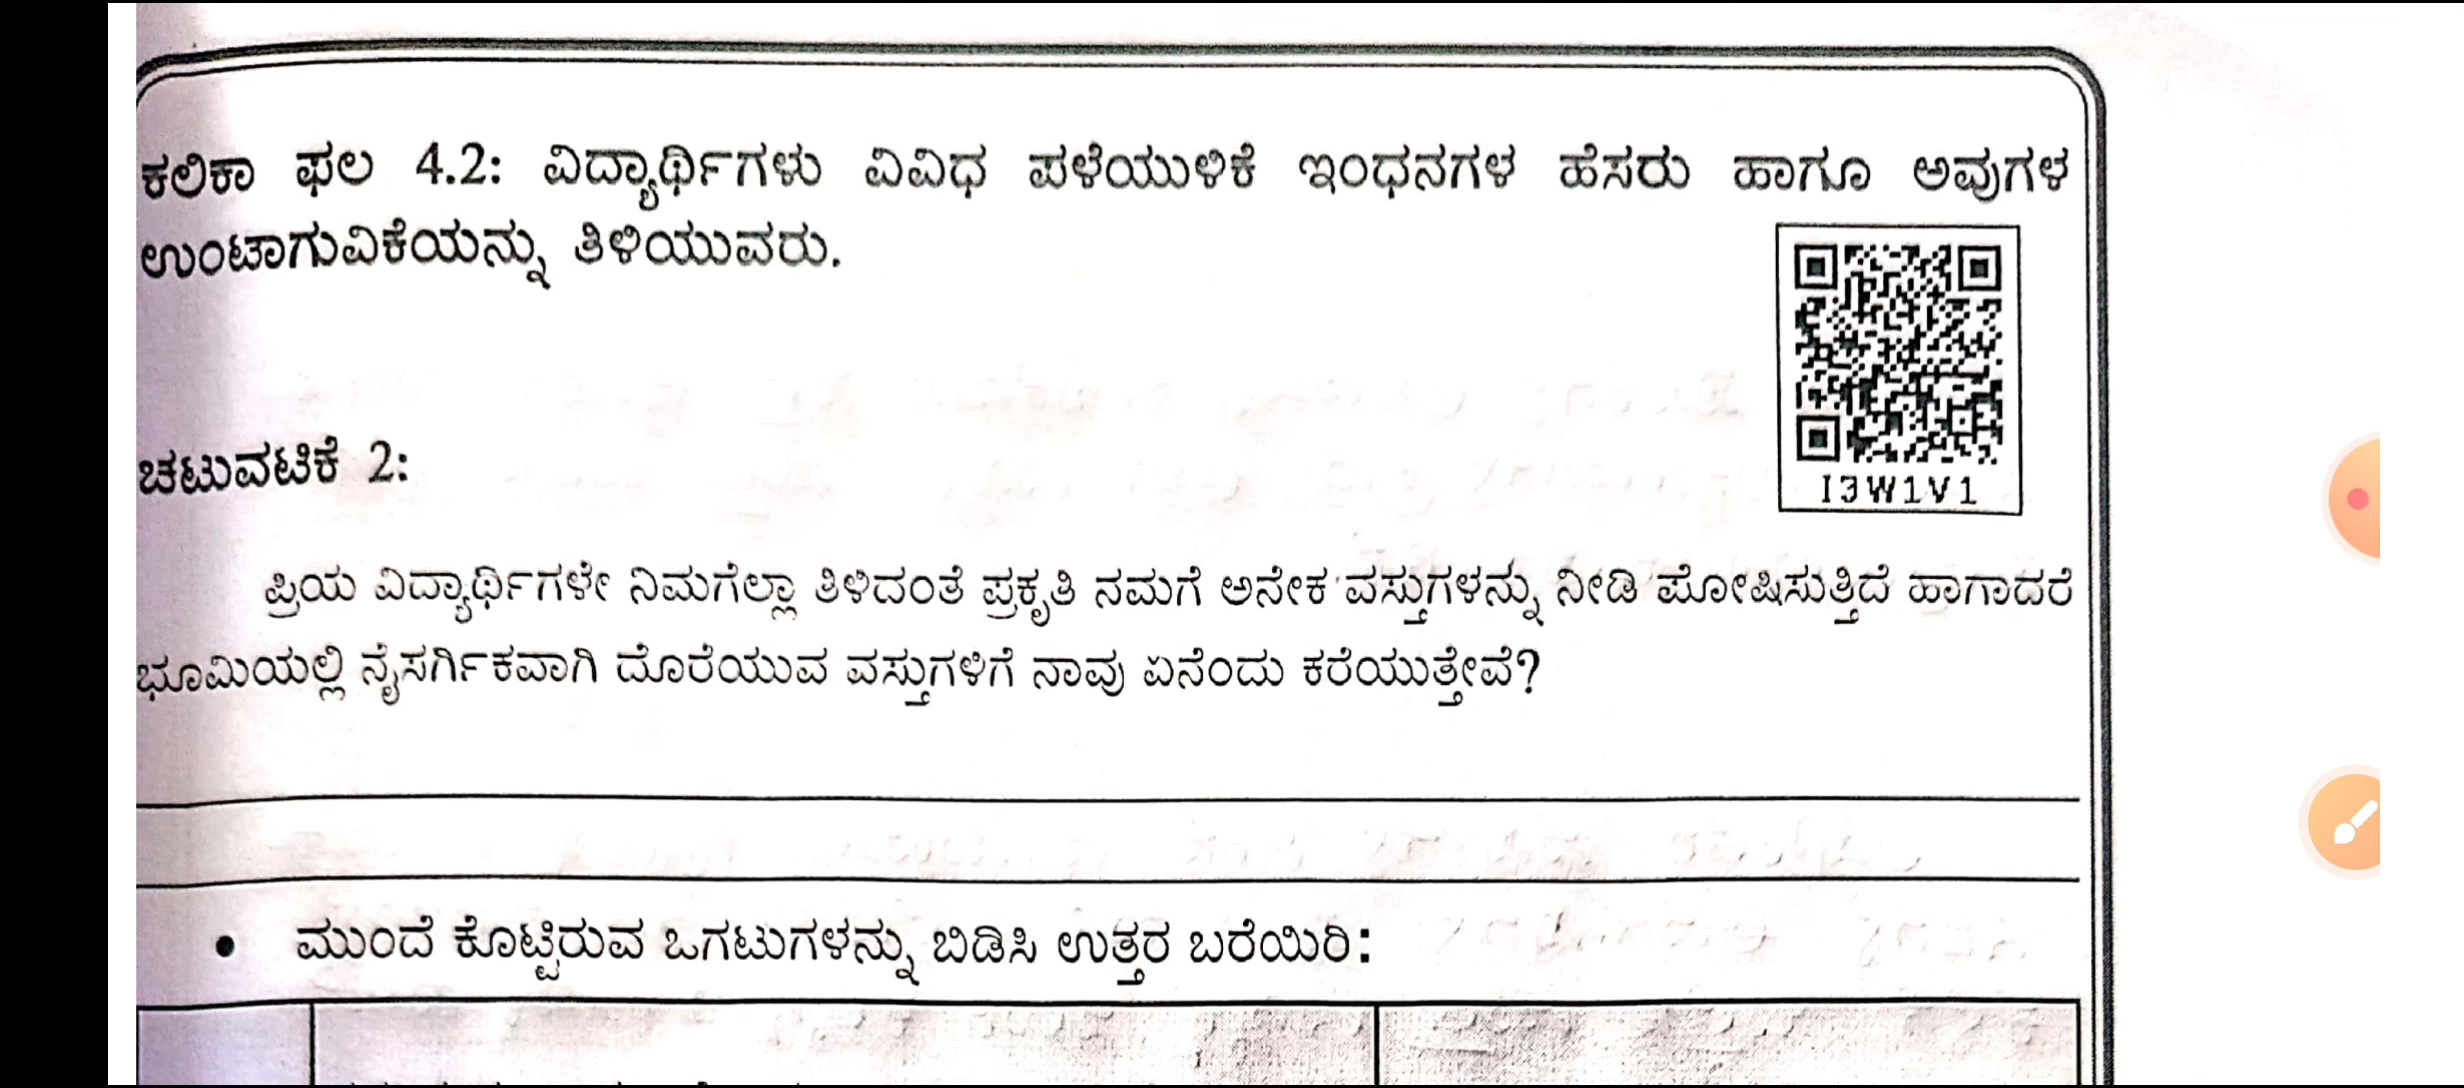 ಕಲಿಕಾ ಫಲ 4.2: ವಿದ್ಯಾರ್ಥಿಗಳು ವಿವಿಧ ಪಳೆಯುಳಿಕೆ ಇಂಧನಗಳ ಹೆಸರು ಹಾಗೂ ಅವುಗಳ
ಉಂಟಾಗುವಿಕೆಯನ್ನು ತಿಳಿಯುವರು.
I3W1V1
ಚಟುವಟಿಕೆ 2:
ಪ್ರಿಯ ವಿದ್ಯಾರ್ಥಿಗಳೇ ನಿಮಗೆಲ್ಲಾ ತಿಳಿದಂತೆ ಪ್ರಕೃತಿ ನಮಗೆ ಅನೇಕ ವಸ್ತುಗಳನ್ನು ನೀಡಿ ಪೋಷಿಸುತ್ತಿದೆ ಹಾಗಾದರೆ
ಭೂಮಿಯಲ್ಲಿ ನೈಸರ್ಗಿಕವಾಗಿ ದೊರೆಯುವ ವಸ್ತುಗಳಿಗೆ ನಾವು ಏನೆಂದು ಕರೆಯುತ್ತೇವೆ?
• ಮುಂದೆ ಕೊಟ್ಟಿರುವ ಒಗಟುಗಳನ್ನು ಬಿಡಿಸಿ ಉತ್ತರ ಬರೆಯಿರಿ: